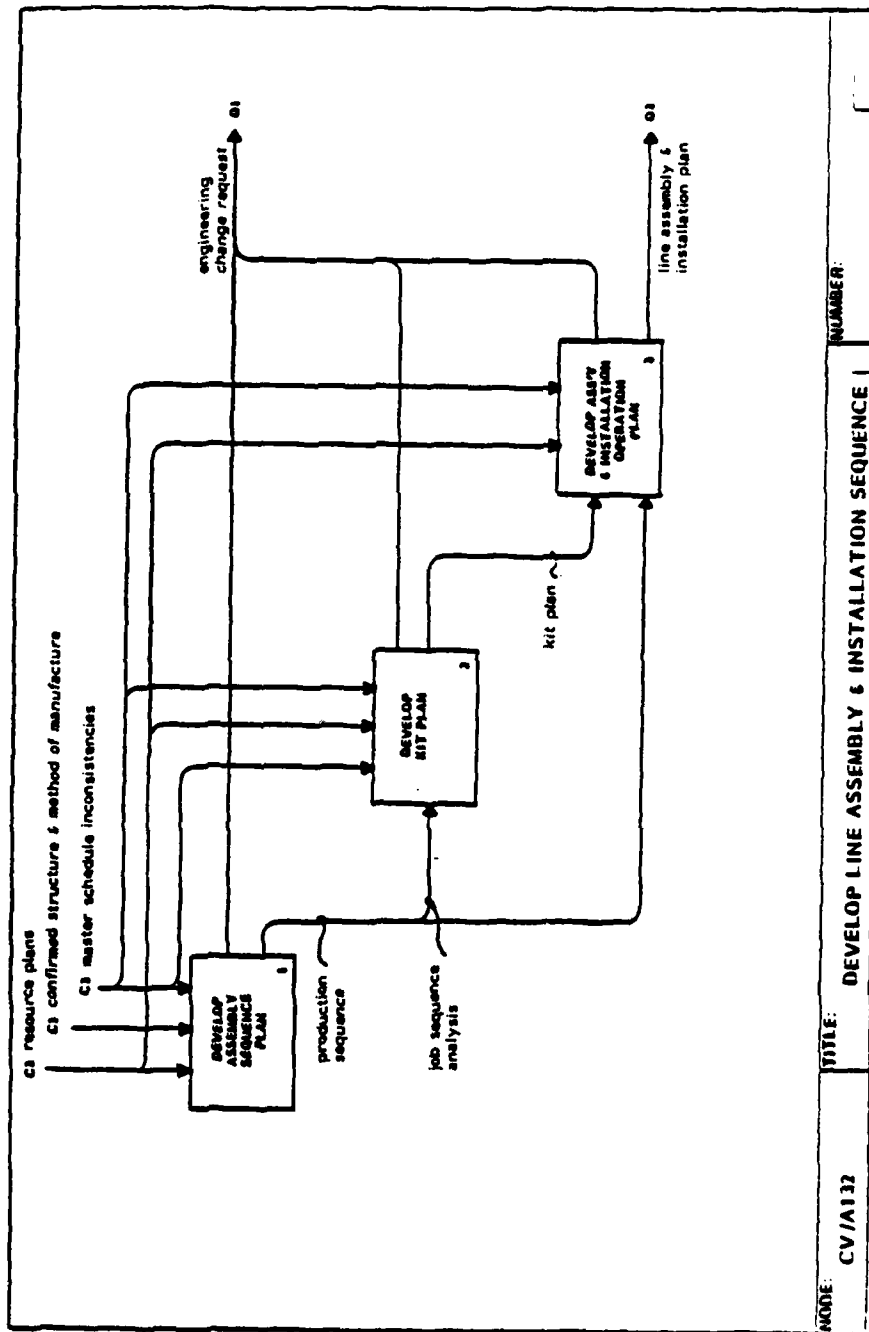 C2 resource plans
C1 confirmed structure & method of manufacture
C3 master schedule inconsistencies
DEVELOP
ASSEMBLY
SEQUENCE
PLAN
1
production
sequence
job sequence
analysis
DEVELOP
KIT PLAN
2
kit plan
DEVELOP ASS'Y
& INSTALLATION
OPERATION
PLAN
3
engineering
change request
O1
line assembly &
installation plan
O2
NODE:
CV/A132
TITLE:
DEVELOP LINE ASSEMBLY & INSTALLATION SEQUENCE
NUMBER: